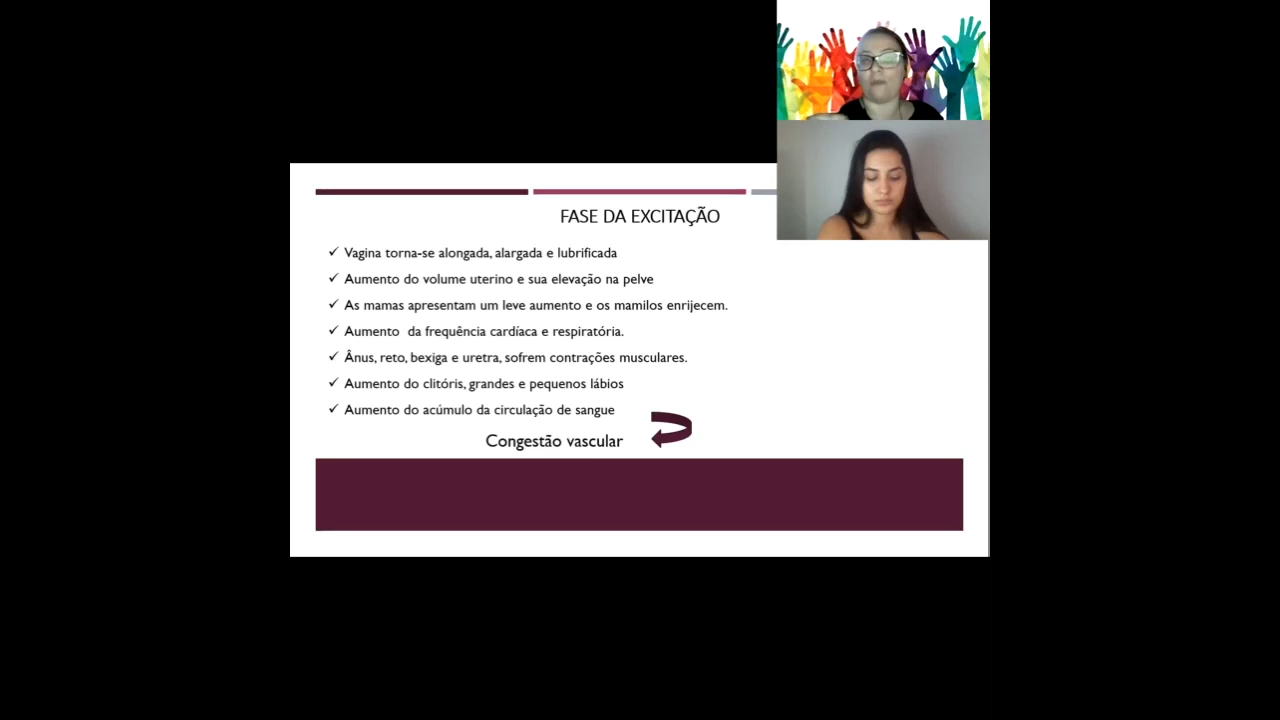 FASE DA EXCITAÇÃO
Vagina torna-se alongada, alargada e lubrificada
Aumento do volume uterino e sua elevação na pelve
As mamas apresentam um leve aumento e os mamilos enrijecem.
Aumento da frequência cardíaca e respiratória.
Ânus, reto, bexiga e uretra, sofrem contrações musculares.
Aumento do clitóris, grandes e pequenos lábios
Aumento do acúmulo da circulação de sangue
Congestão vascular